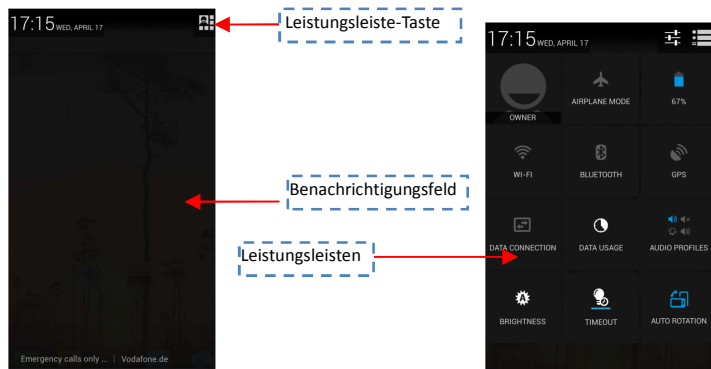 17:15 WED, APRIL 17
Leistungsleiste-Taste
Benachrichtigungsfeld
Leistungsleisten
Emergency calls only ... | Vodafone.de
17:15 WED, APRIL 17
OWNER
AIRPLANE MODE
67%
WI-FI
BLUETOOTH
GPS
DATA CONNECTION
DATA USAGE
AUDIO PROFILES
BRIGHTNESS
TIMEOUT
AUTO ROTATION